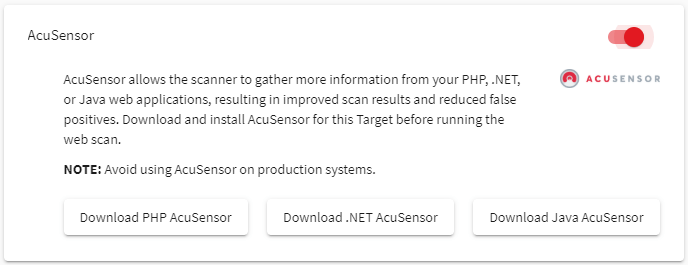 AcuSensor
AcuSensor allows the scanner to gather more information from your PHP, .NET,
or Java web applications, resulting in improved scan results and reduced false
positives. Download and install AcuSensor for this Target before running the
web scan.
ACUSENSOR
NOTE: Avoid using AcuSensor on production systems.
Download PHP AcuSensor
Download .NET AcuSensor
Download Java AcuSensor